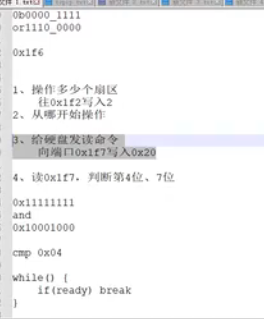 0b0000_1111
or1110_0000
0x1f6
1、操作多少个扇区
往0x1f2写入2
2、从哪开始操作
3、给硬盘发读命令
向端口0x1f7写入0x20
4、读0x1f7，判断第4位、7位
0x11111111
and
0x10001000
cmp 0x04
while() {
if(ready) break
}